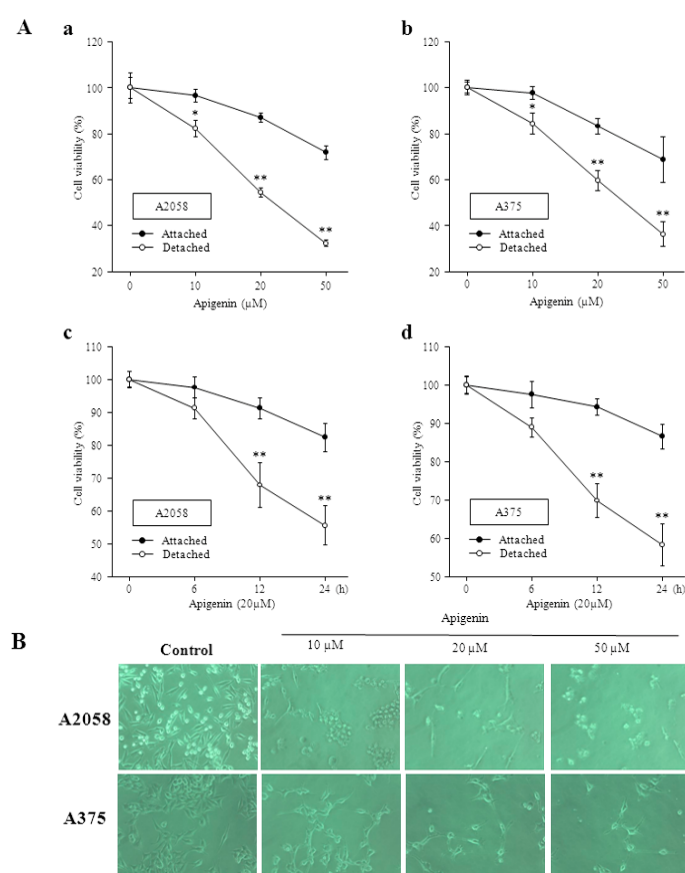 A
a
120
100
80
60
40
20
Cell viability (%)
*
**
**
A2058
Attached
Detached
0
10
20
50
Apigenin (µM)
b
120
100
80
60
40
20
Cell viability (%)
*
**
**
A375
Attached
Detached
0
10
20
50
Apigenin (µM)
c
110
100
90
80
70
60
50
40
Cell viability (%)
**
**
A2058
Attached
Detached
0
6
12
24 (h)
Apigenin (20µM)
d
110
100
90
80
70
60
50
Cell viability (%)
**
**
A375
Attached
Detached
0
6
12
24 (h)
Apigenin (20µM)
B
Apigenin
Control
10 µM
20 µM
50 µM
A2058
A375